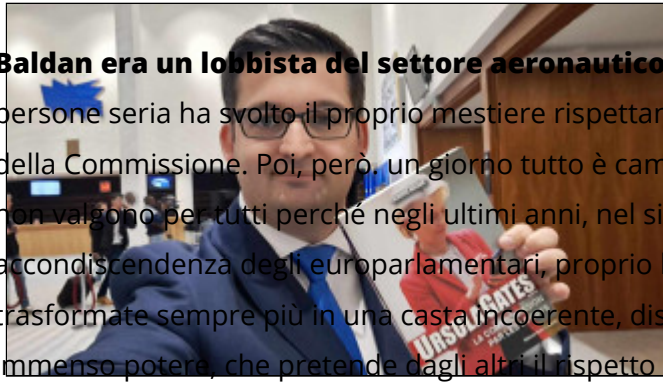 Baldan era un lobbista del settore aeronautico
persone seria ha svolto il proprio mestiere rispettan
della Commissione. Poi, però. un giorno tutto è cam
non valgono per tutti perché negli ultimi anni, nel si
accondiscendenza degli europarlamentari, proprio l
trasformate sempre più in una casta incoerente, dis
immenso potere, che pretende dagli altri il rispetto
URSULAGATES